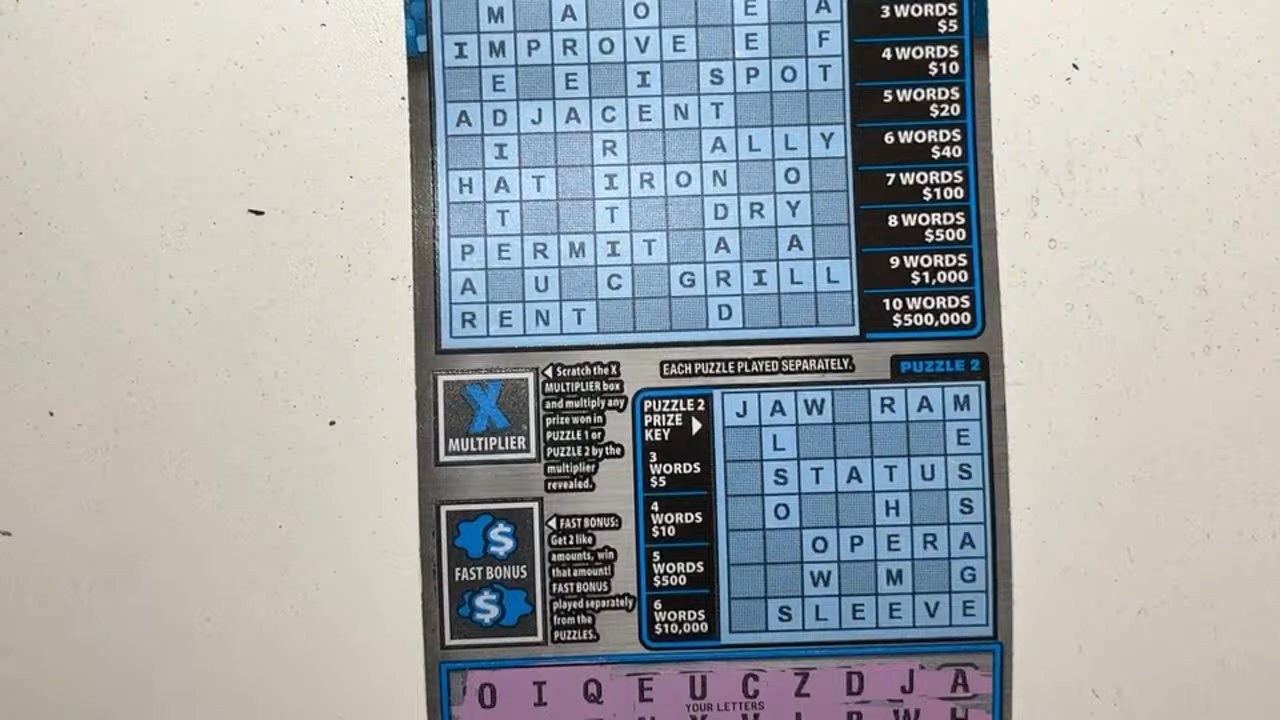 M A O E A
I M P R O V E E F
E E I S P O T
A D J A C E N T
I R A L L Y
H A T I R O N O
T T D R Y
P E R M I T A A
A U C G R I L L
R E N T D
3 WORDS
$5
4 WORDS
$10
5 WORDS
$20
6 WORDS
$40
7 WORDS
$100
8 WORDS
$500
9 WORDS
$1,000
10 WORDS
$500,000
X
MULTIPLIER
Scratch the X
MULTIPLIER box
and multiply any
prize won in
PUZZLE 1 or
PUZZLE 2 by the
multiplier
revealed.
EACH PUZZLE PLAYED SEPARATELY.
PUZZLE 2
$
FAST BONUS
$
FAST BONUS:
Get 2 like
amounts, win
that amount!
FAST BONUS
played separately
from the
PUZZLES.
PUZZLE 2
PRIZE
KEY
3
WORDS
$5
4
WORDS
$10
5
WORDS
$500
6
WORDS
$10,000
J A W R A M
L E
S T A T U S S
O H S
O P E R A
W M G
S L E E V E
O I Q E U C Z D J A
YOUR LETTERS